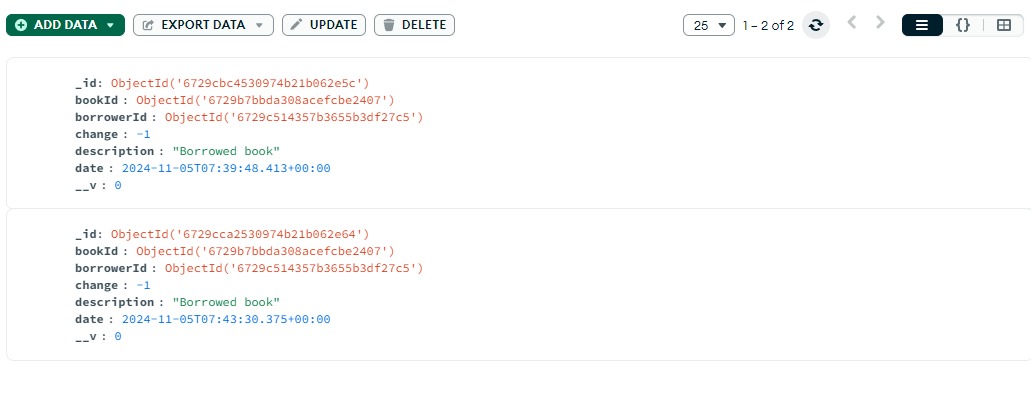 ADD DATA EXPORT DATA UPDATE DELETE 25 1 – 2 of 2 {}
_id: ObjectId('6729cbc4530974b21b062e5c')
bookId : ObjectId('6729b7bbda308acefcbe2407')
borrowerId : ObjectId('6729c514357b3655b3df27c5')
change : -1
description : "Borrowed book"
date : 2024-11-05T07:39:48.413+00:00
__v : 0
_id: ObjectId('6729cca2530974b21b062e64')
bookId : ObjectId('6729b7bbda308acefcbe2407')
borrowerId : ObjectId('6729c514357b3655b3df27c5')
change : -1
description : "Borrowed book"
date : 2024-11-05T07:43:30.375+00:00
__v : 0